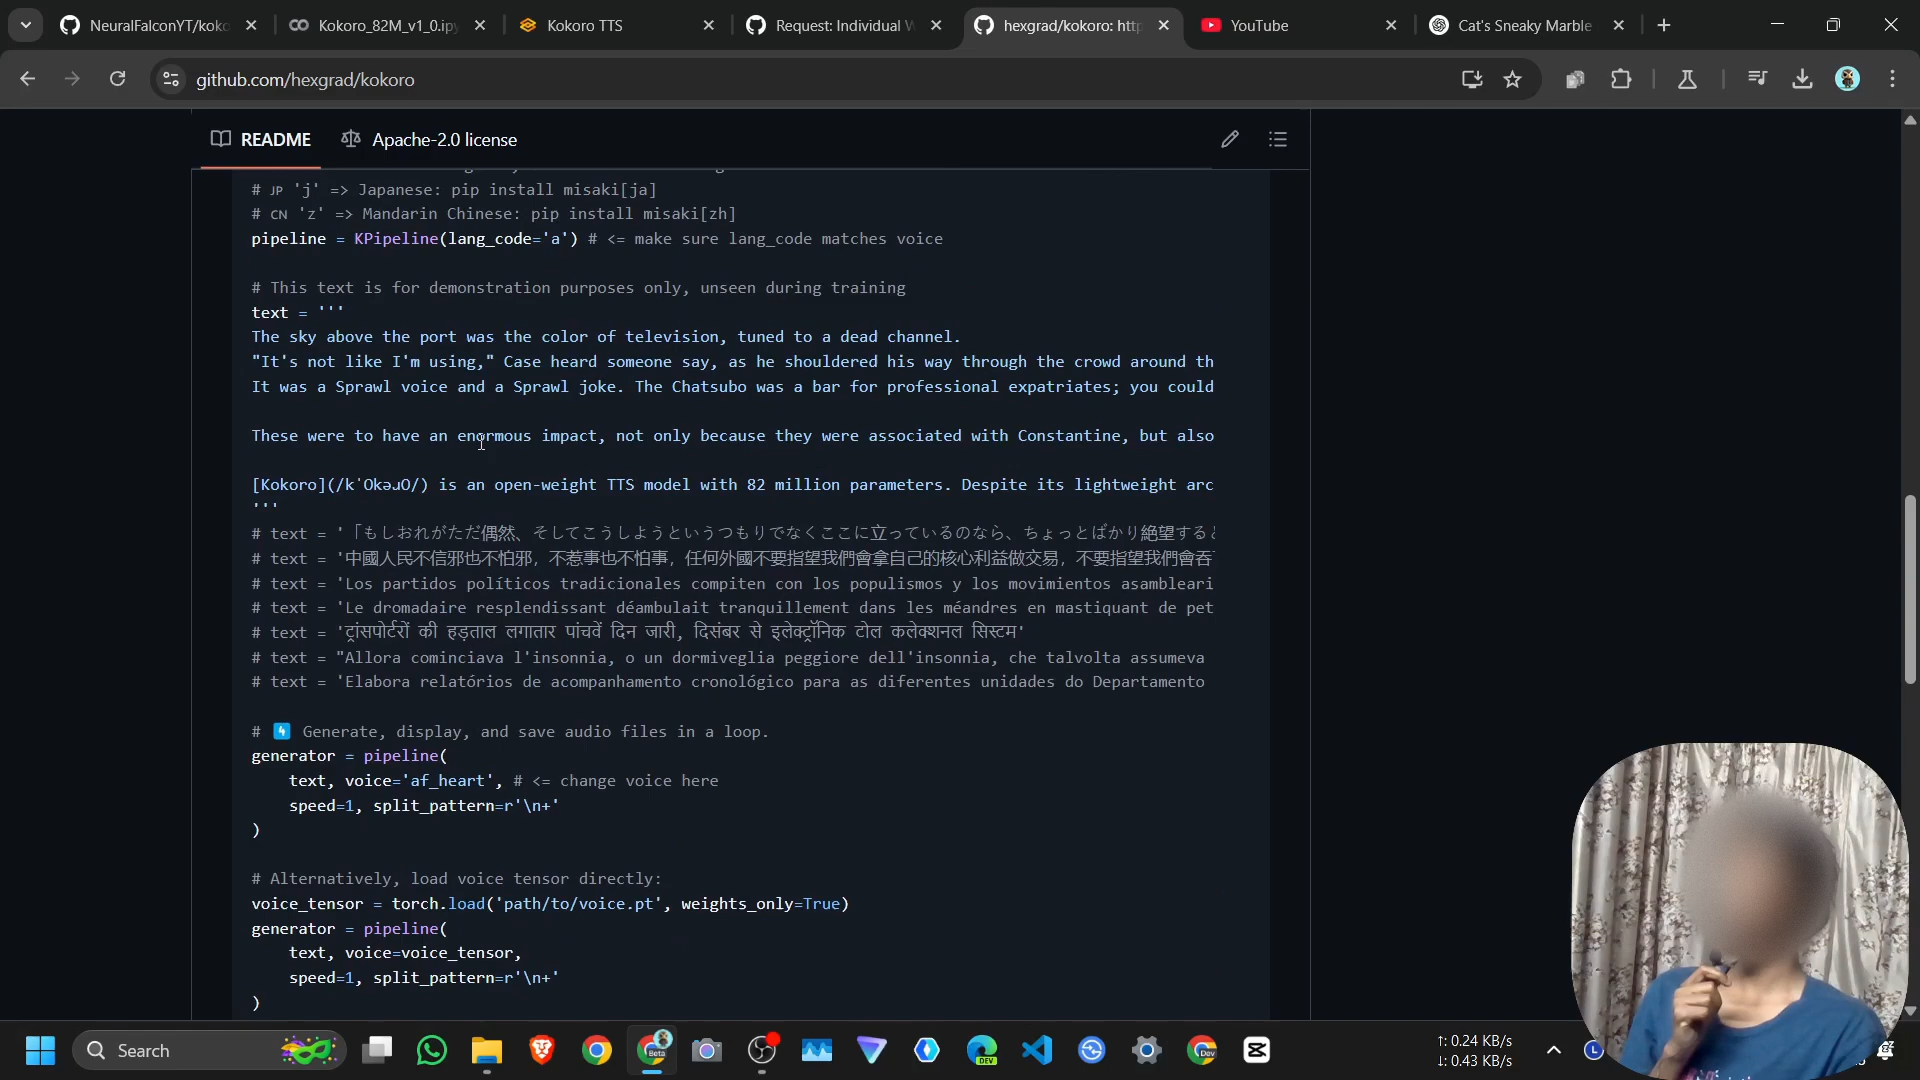 NeuralFalconYT/koko
Kokoro_82M_v1_0.ipy
Kokoro TTS
Request: Individual W
hexgrad/kokoro: http
YouTube
Cat's Sneaky Marble
github.com/hexgrad/kokoro
README
Apache-2.0 license
# JP 'j' => Japanese: pip install misaki[ja]
# CN 'z' => Mandarin Chinese: pip install misaki[zh]
pipeline = KPipeline(lang_code='a') # <= make sure lang_code matches voice
# This text is for demonstration purposes only, unseen during training
text = '''
The sky above the port was the color of television, tuned to a dead channel.
"It's not like I'm using," Case heard someone say, as he shouldered his way through the crowd around th
It was a Sprawl voice and a Sprawl joke. The Chatsubo was a bar for professional expatriates; you could
These were to have an enormous impact, not only because they were associated with Constantine, but also
[Kokoro](/kˈOkəɹO/) is an open-weight TTS model with 82 million parameters. Despite its lightweight arc
'''
# text = '「もしおれがただ偶然、そしてこうしようというつもりでなくここに立っているのなら、ちょっとばかり絶望すると
# text = '中國人民不信邪也不怕邪，不惹事也不怕事，任何外國不要指望我們會拿自己的核心利益做交易，不要指望我們會吞
# text = 'Los partidos políticos tradicionales compiten con los populismos y los movimientos asambleari
# text = 'Le dromadaire resplendissant déambulait tranquillement dans les méandres en mastiquant de pet
# text = 'ट्रांसपोर्टरों की हड़ताल लगातार पांचवें दिन जारी, दिसंबर से इलेक्ट्रॉनिक टोल कलेक्शनल सिस्टम'
# text = "Allora cominciava l'insonnia, o un dormiveglia peggiore dell'insonnia, che talvolta assumeva
# text = 'Elabora relatórios de acompanhamento cronológico para as diferentes unidades do Departamento
# 4️⃣ Generate, display, and save audio files in a loop.
generator = pipeline(
text, voice='af_heart', # <= change voice here
speed=1, split_pattern=r'\n+'
)
# Alternatively, load voice tensor directly:
voice_tensor = torch.load('path/to/voice.pt', weights_only=True)
generator = pipeline(
text, voice=voice_tensor,
speed=1, split_pattern=r'\n+'
)
Search
Beta
DEV
Dev
↑: 0.24 KB/s
↓: 0.43 KB/s